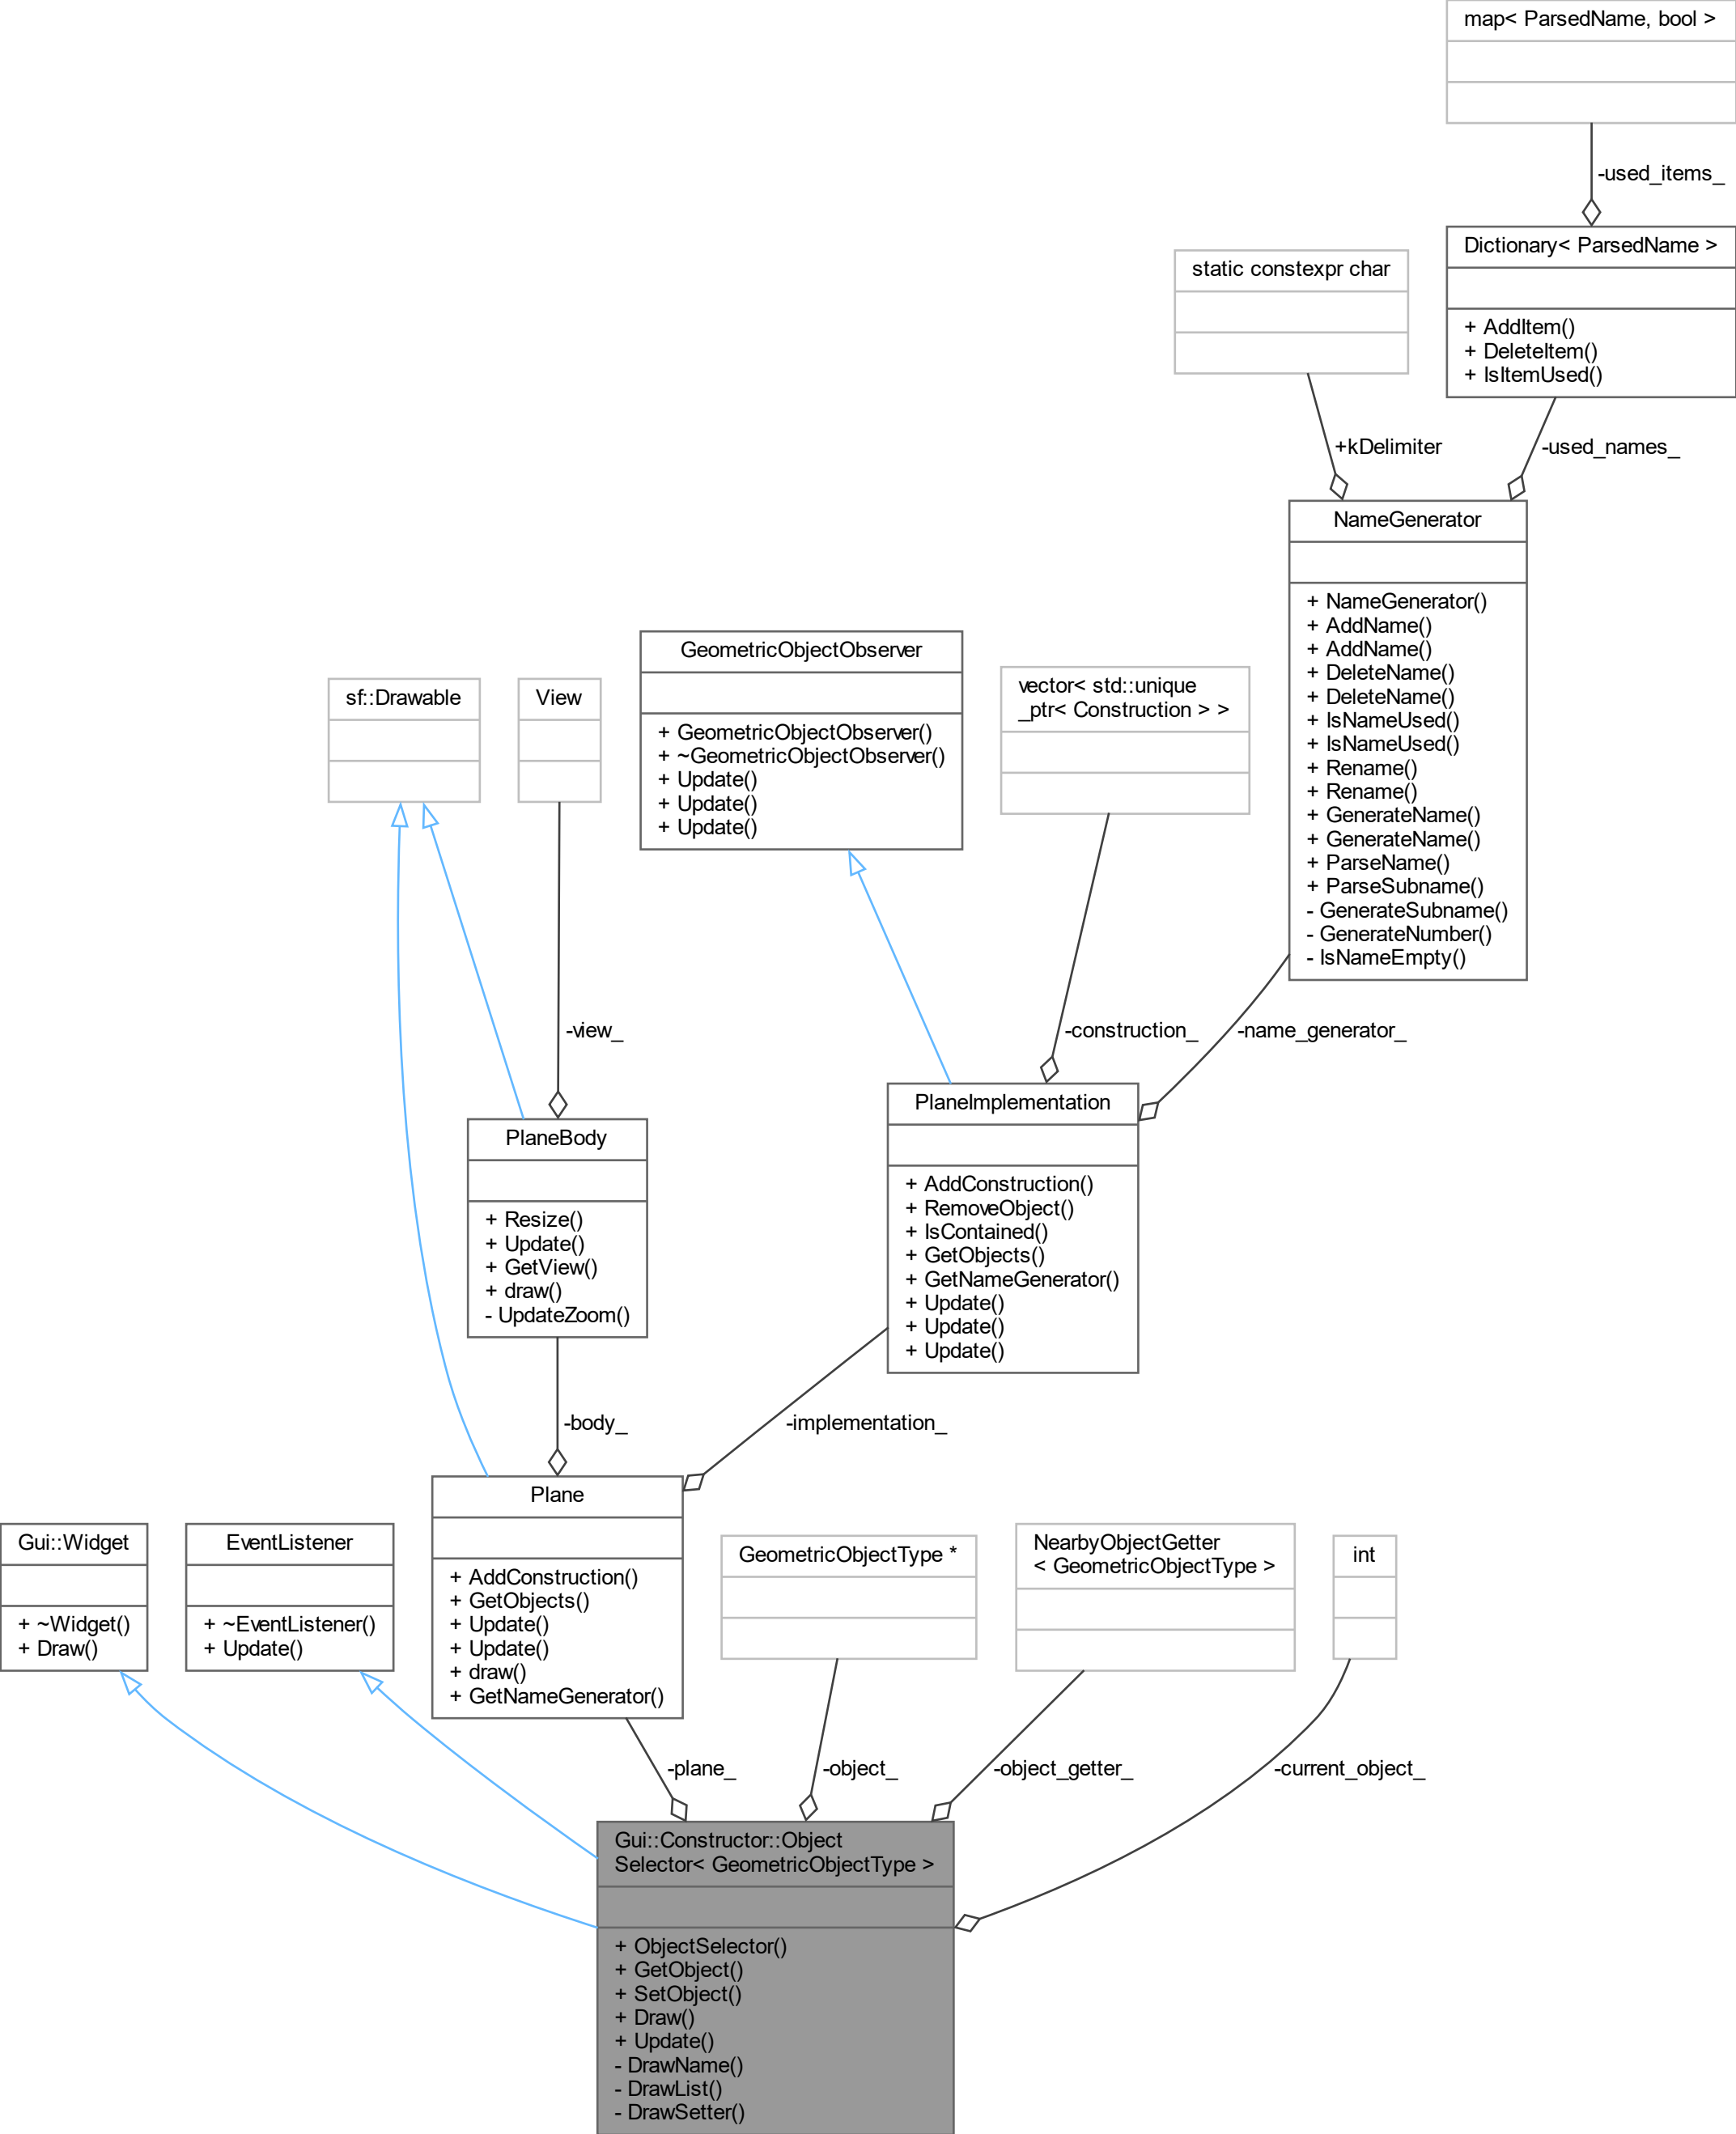 map< ParsedName, bool >
-used_items_
Dictionary< ParsedName >
+ AddItem()
+ DeleteItem()
+ IsItemUsed()
static constexpr char
+kDelimiter
-used_names_
NameGenerator
+ NameGenerator()
+ AddName()
+ AddName()
+ DeleteName()
+ DeleteName()
+ IsNameUsed()
+ IsNameUsed()
+ Rename()
+ Rename()
+ GenerateName()
+ GenerateName()
+ ParseName()
+ ParseSubname()
- GenerateSubname()
- GenerateNumber()
- IsNameEmpty()
GeometricObjectObserver
+ GeometricObjectObserver()
+ ~GeometricObjectObserver()
+ Update()
+ Update()
+ Update()
vector< std::unique
_ptr< Construction > >
sf::Drawable
View
-view_
-construction_
-name_generator_
PlaneImplementation
+ AddConstruction()
+ RemoveObject()
+ IsContained()
+ GetObjects()
+ GetNameGenerator()
+ Update()
+ Update()
+ Update()
PlaneBody
+ Resize()
+ Update()
+ GetView()
+ draw()
- UpdateZoom()
-body_
-implementation_
Plane
+ AddConstruction()
+ GetObjects()
+ Update()
+ Update()
+ draw()
+ GetNameGenerator()
Gui::Widget
+ ~Widget()
+ Draw()
EventListener
+ ~EventListener()
+ Update()
GeometricObjectType *
NearbyObjectGetter
< GeometricObjectType >
int
-plane_
-object_
-object_getter_
-current_object_
Gui::Constructor::Object
Selector< GeometricObjectType >
+ ObjectSelector()
+ GetObject()
+ SetObject()
+ Draw()
+ Update()
- DrawName()
- DrawList()
- DrawSetter()